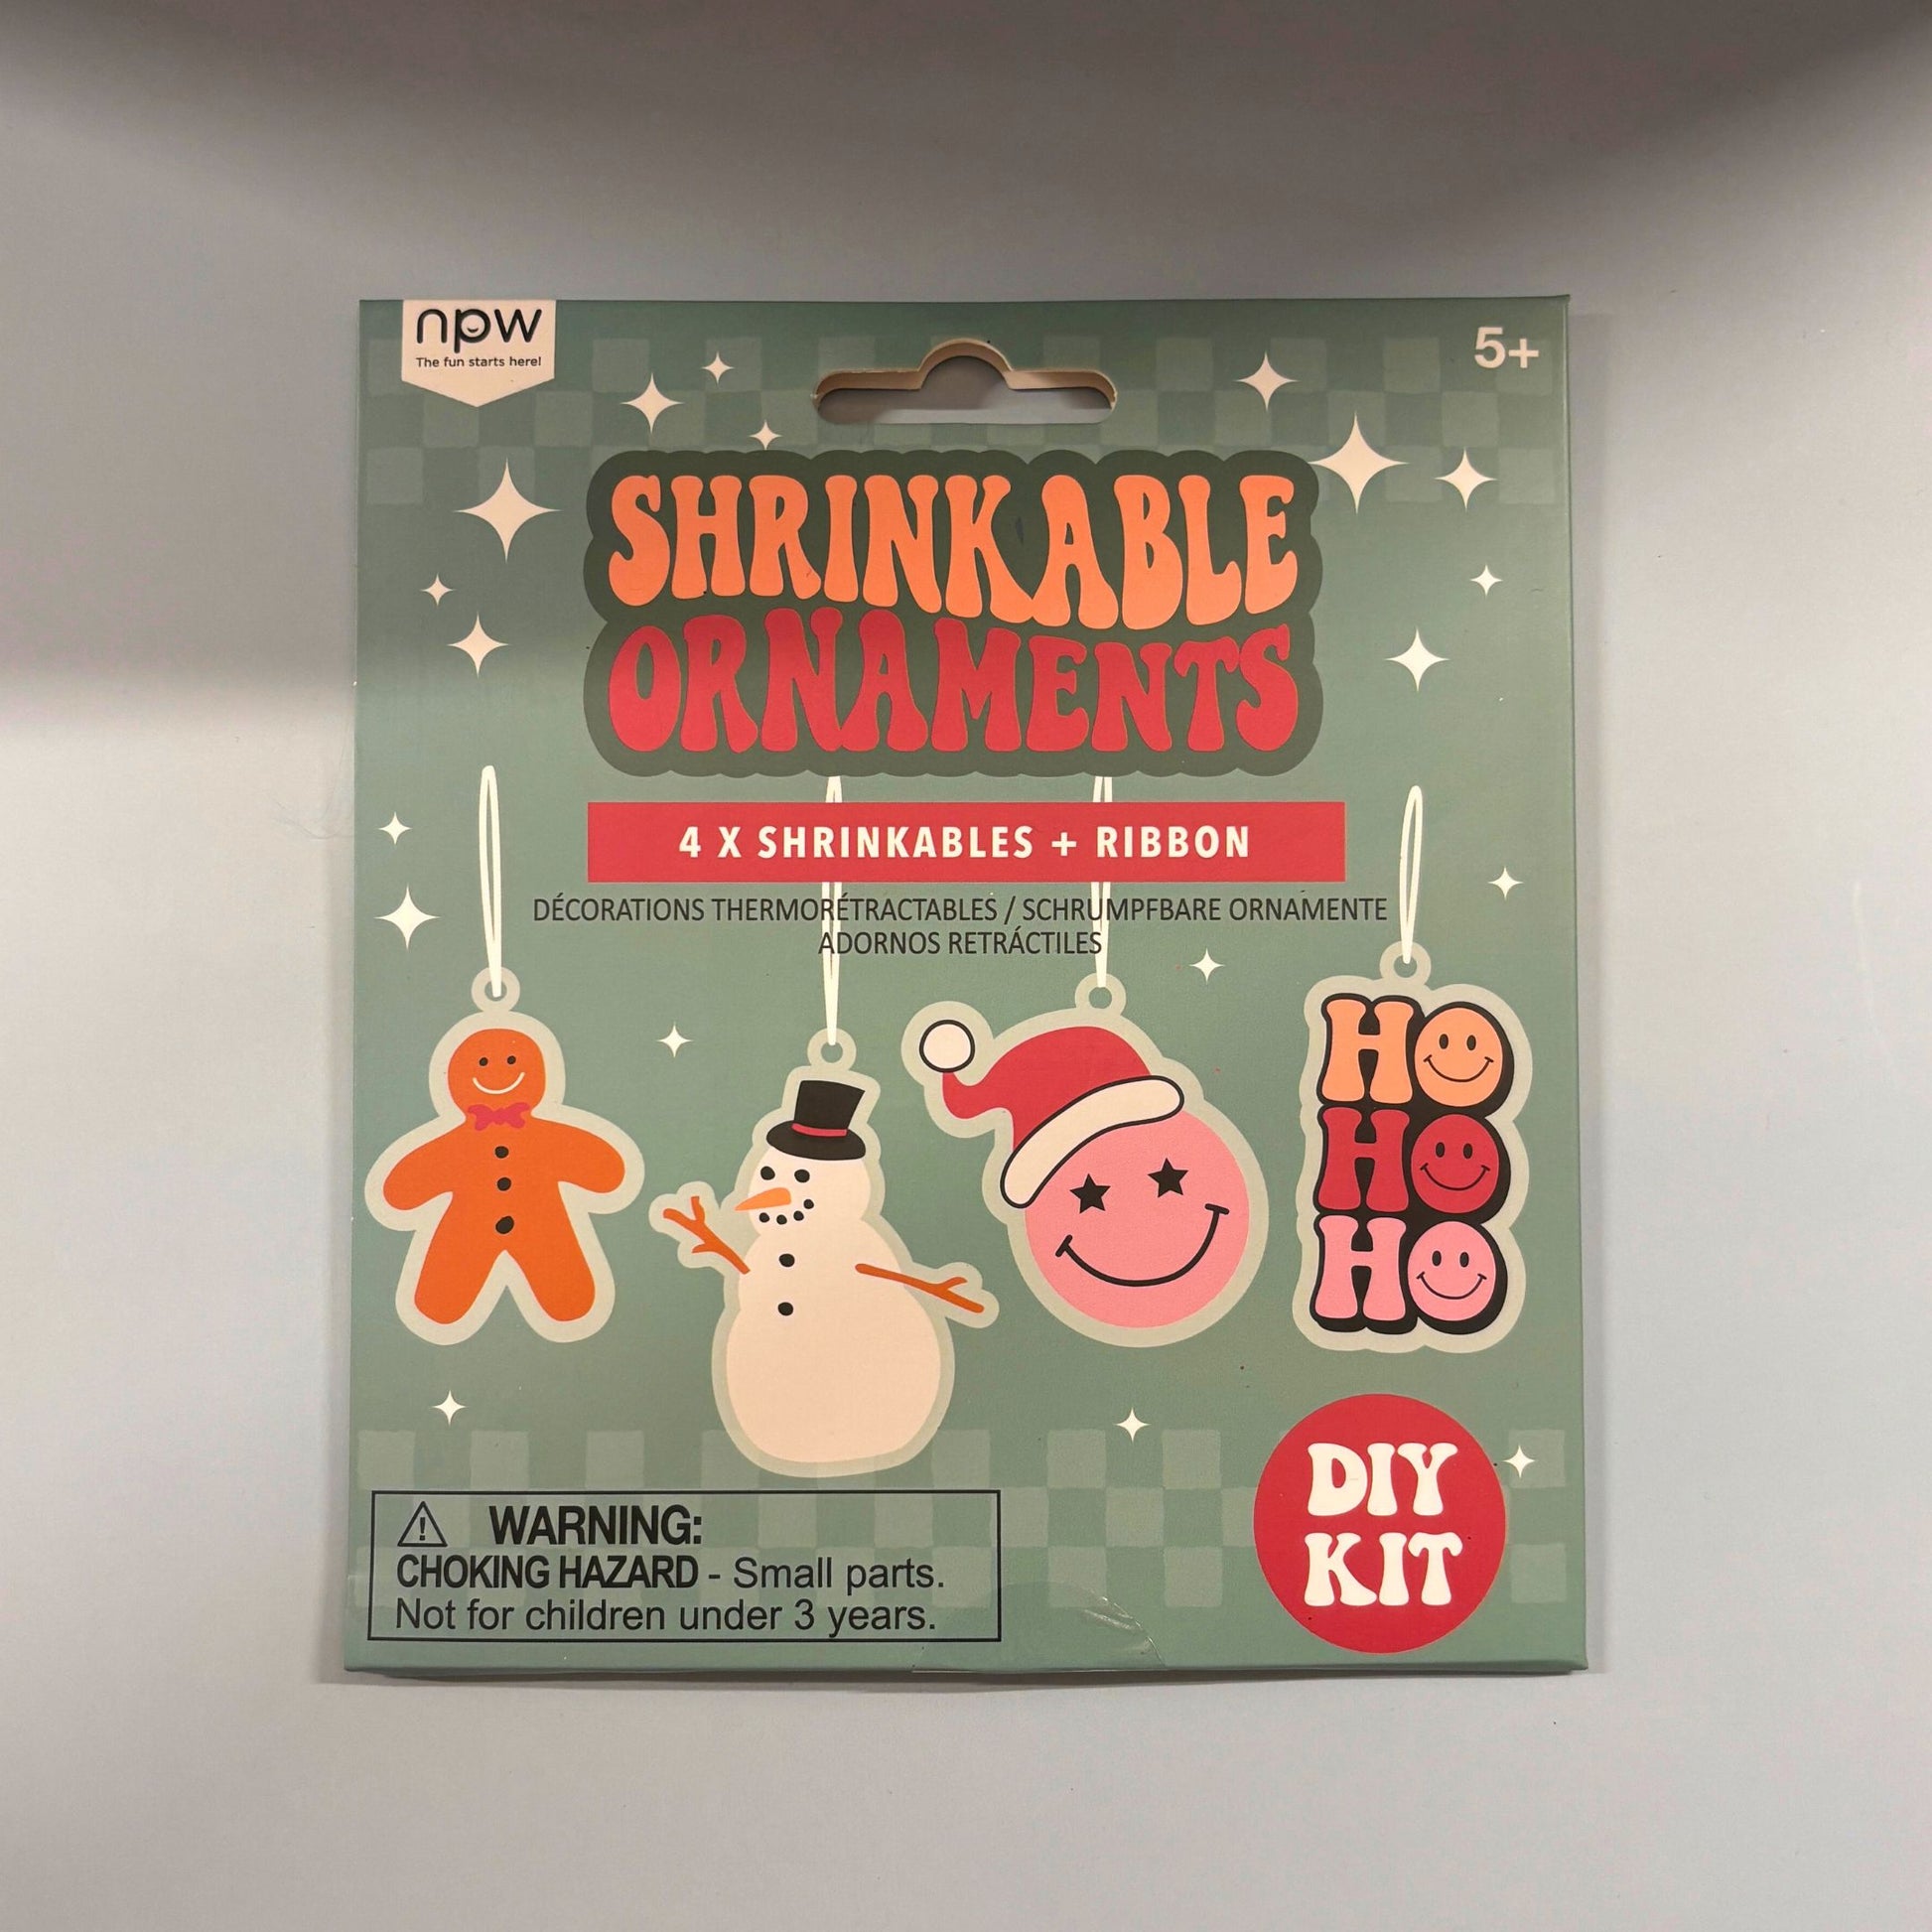 npw
The fun starts here!
5+
SHRINKABLE
ORNAMENTS
4 X SHRINKABLES + RIBBON
DÉCORATIONS THERMORÉTRACTABLES / SCHRUMPFBARE ORNAMENTE
ADORNOS RETRÁCTILES
HO
HO
HO
DIY
KIT
WARNING:
CHOKING HAZARD - Small parts.
Not for children under 3 years.